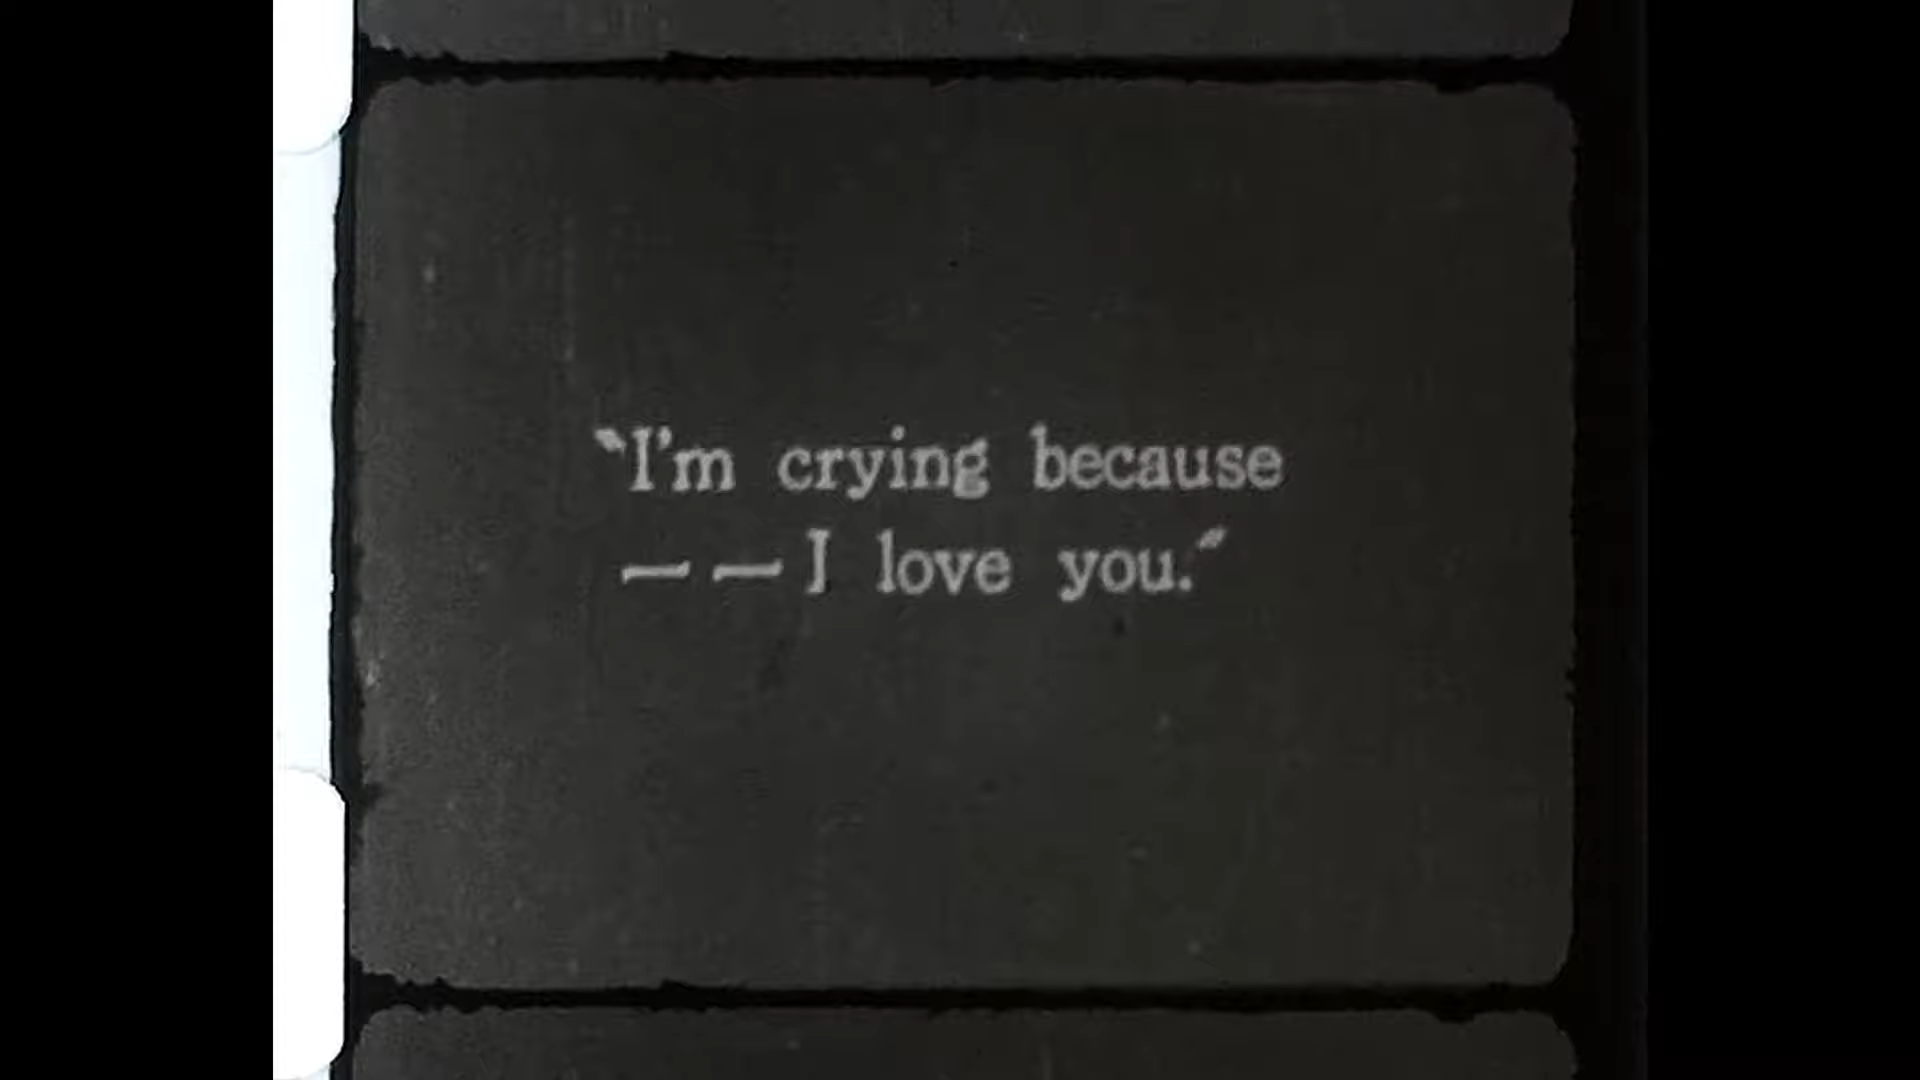 "I'm crying because
— — I love you."